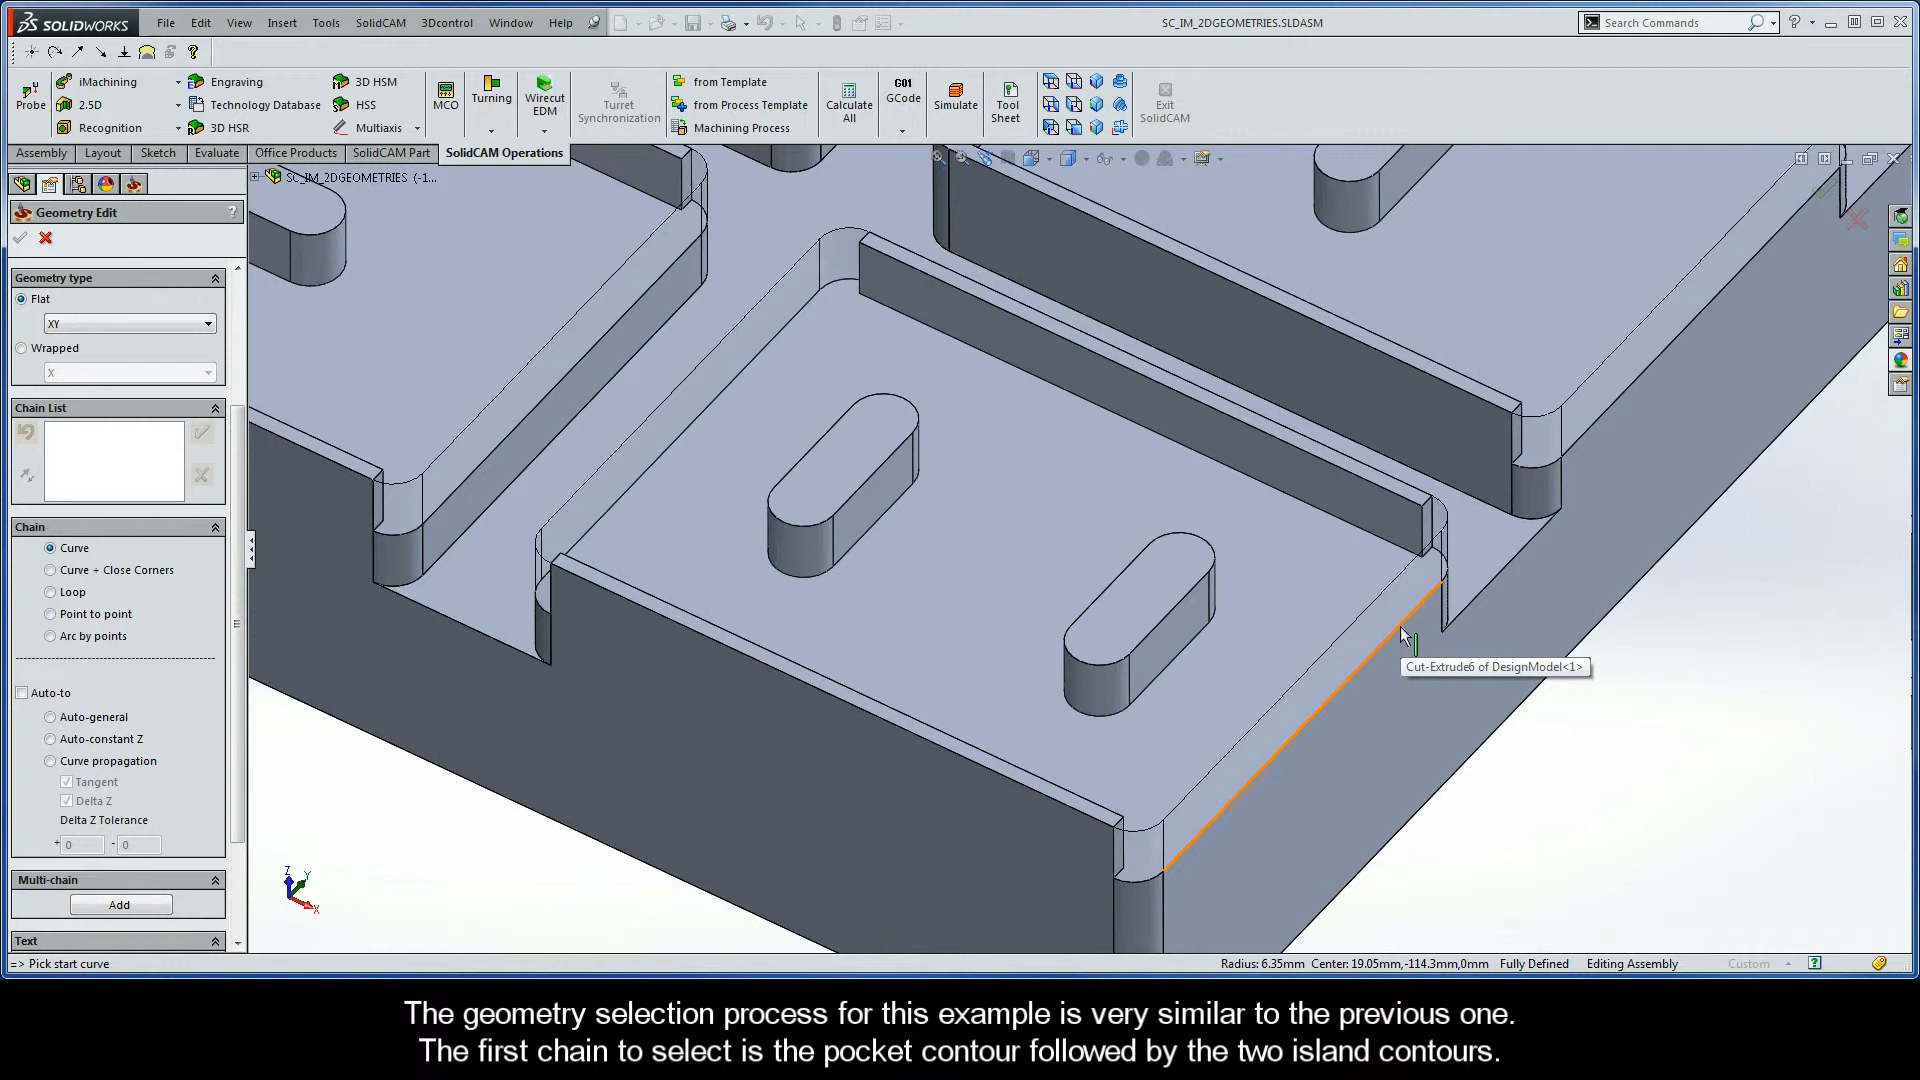 SOLIDWORKS File Edit View Insert Tools SolidCAM 3Dcontrol Window Help SC_IM_2DGEOMETRIES.SLDASM Search Commands
Probe iMachining 2.5D Recognition
Engraving Technology Database 3D HSR
3D HSM HSS Multiaxis
MCO Turning Wirecut EDM Turret Synchronization
from Template from Process Template Machining Process
Calculate All G01 GCode Simulate Tool Sheet Exit SolidCAM
Assembly Layout Sketch Evaluate Office Products SolidCAM Part SolidCAM Operations
SC_IM_2DGEOMETRIES (-1...
Geometry Edit ?
Geometry type
Flat
XY
Wrapped
X
Chain List
Chain
Curve
Curve + Close Corners
Loop
Point to point
Arc by points
Auto-to
Auto-general
Auto-constant Z
Curve propagation
Tangent
Delta Z
Delta Z Tolerance
+ 0 - 0
Multi-chain
Add
Text
Cut-Extrude6 of DesignModel<1>
Z Y X
=> Pick start curve Radius: 6.35mm Center: 19.05mm,-114.3mm,0mm Fully Defined Editing Assembly Custom
The geometry selection process for this example is very similar to the previous one.
The first chain to select is the pocket contour followed by the two island contours.